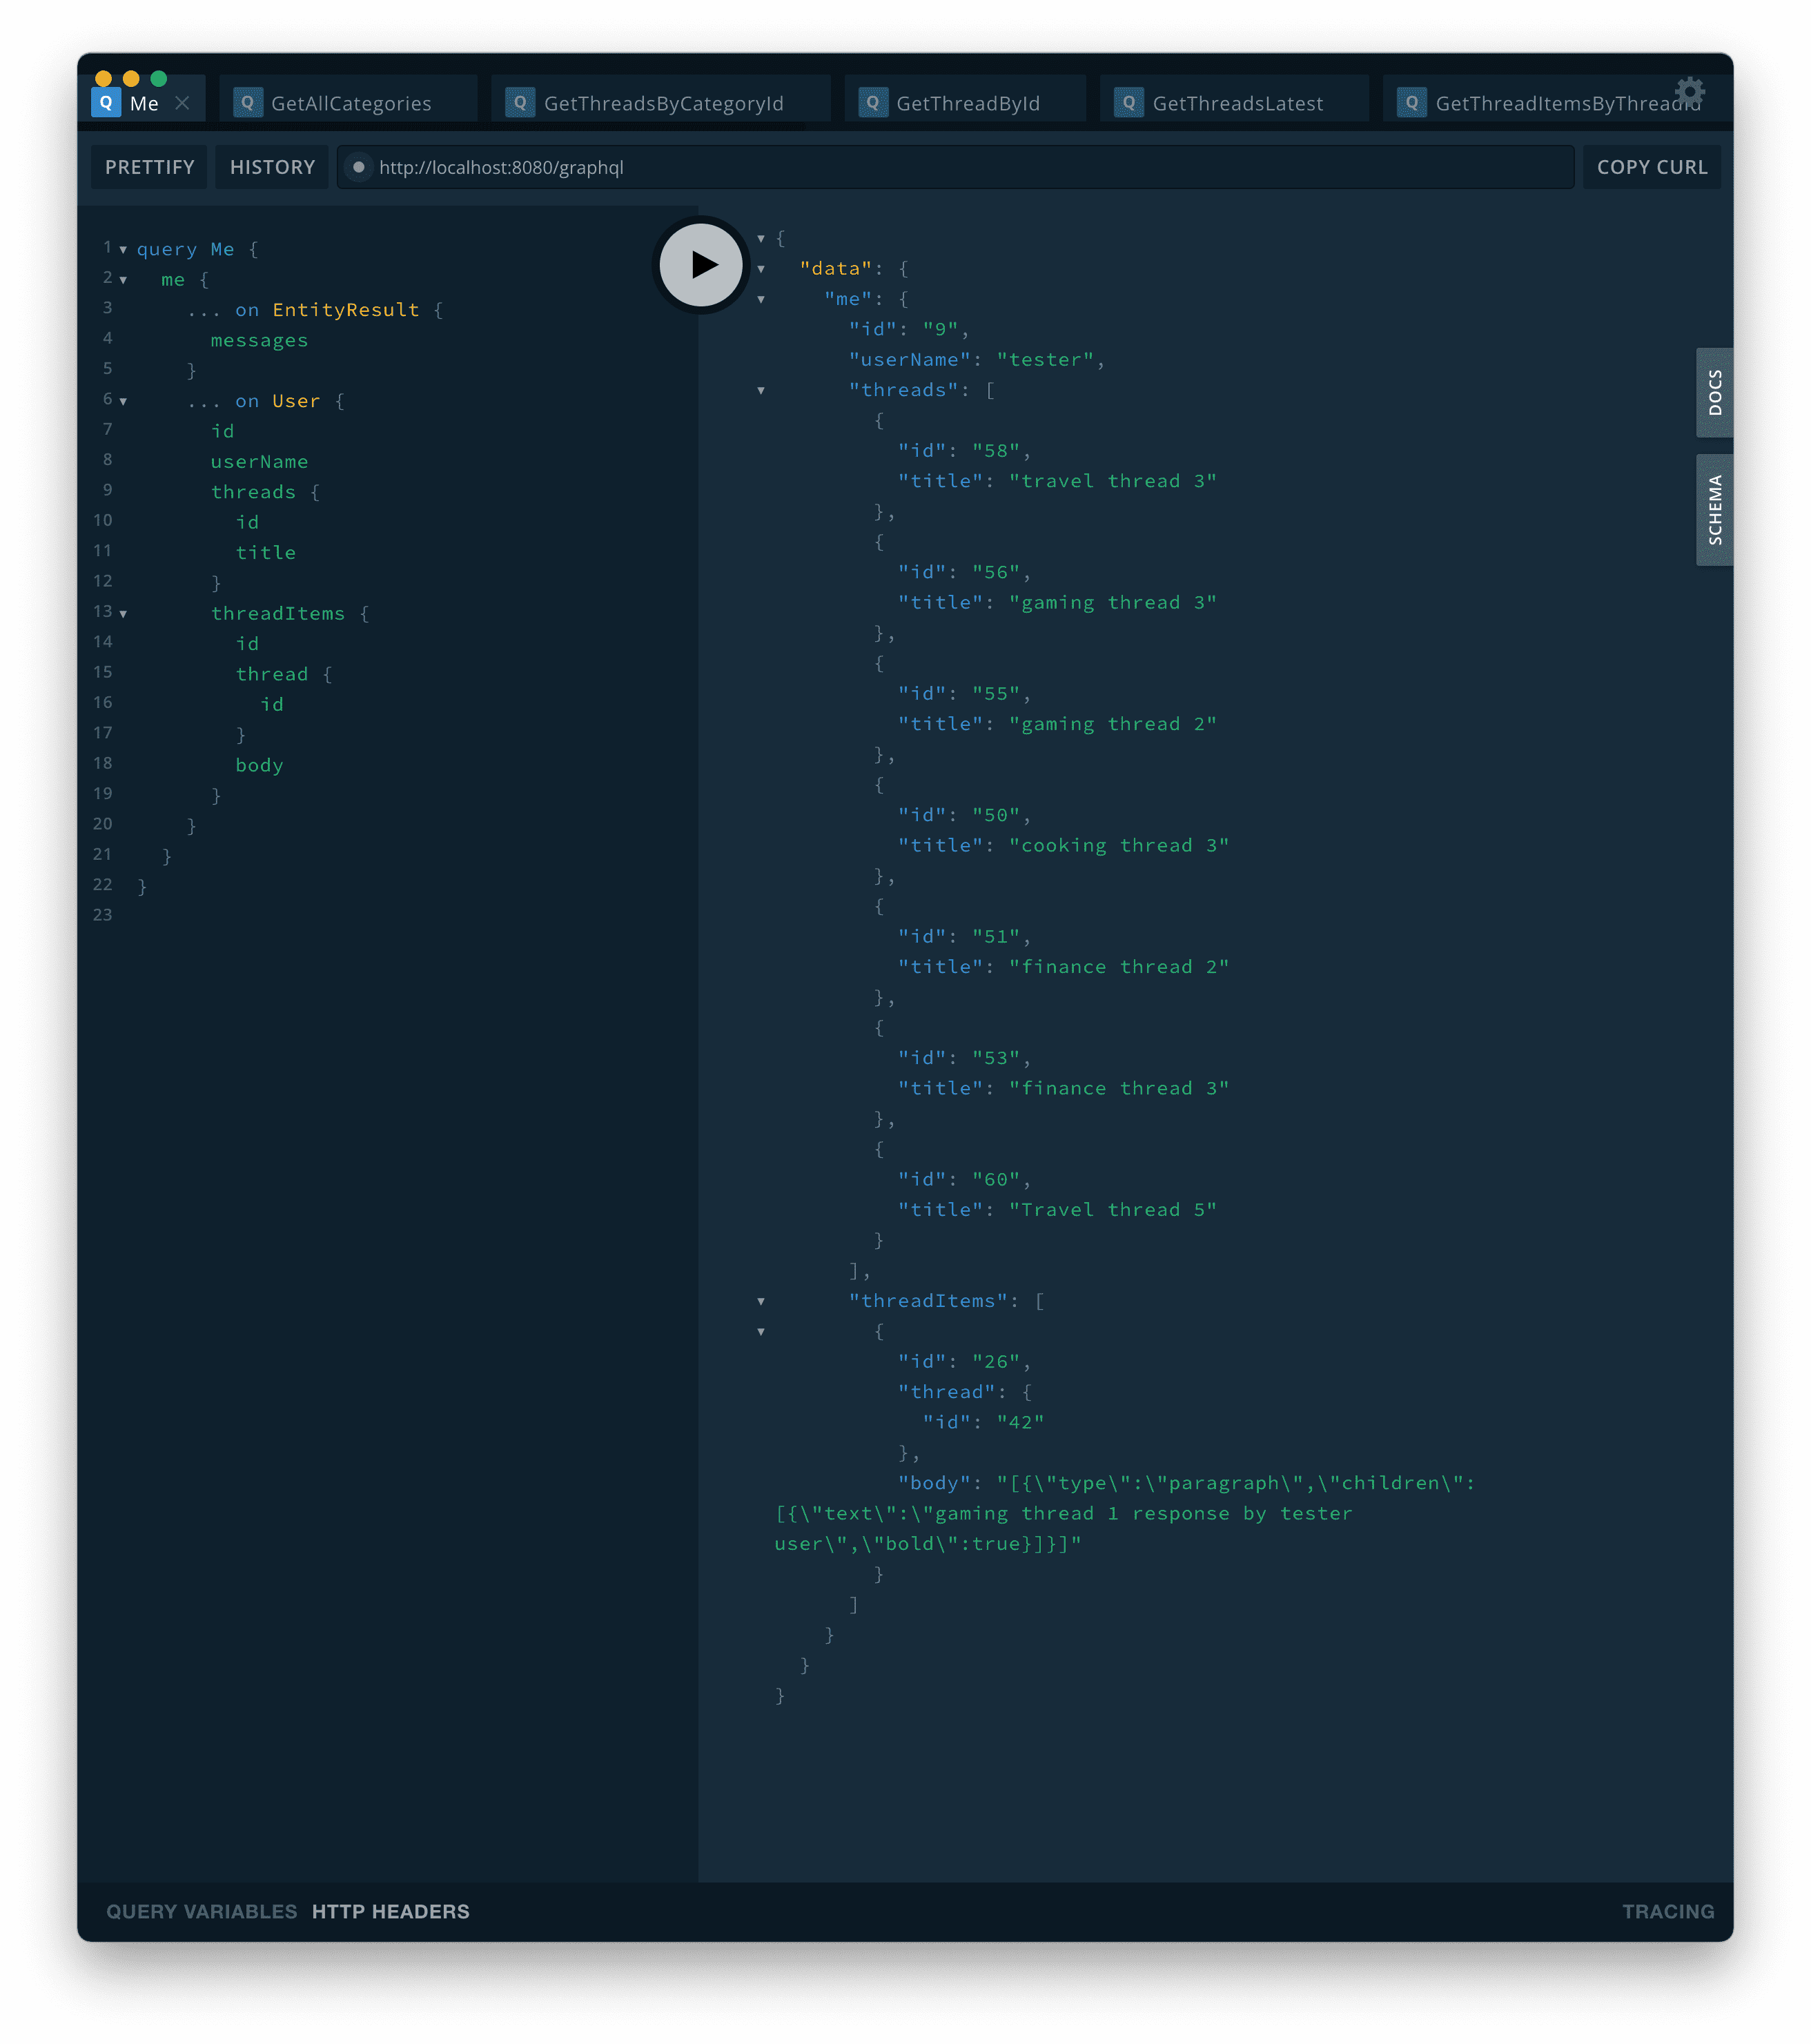 Q Me × Q GetAllCategories Q GetThreadsByCategoryId Q GetThreadById Q GetThreadsLatest Q GetThreadItemsByThreadId
PRETTIFY HISTORY http://localhost:8080/graphql COPY CURL
1 query Me {
2 me {
3 ... on EntityResult {
4 messages
5 }
6 ... on User {
7 id
8 userName
9 threads {
10 id
11 title
12 }
13 threadItems {
14 id
15 thread {
16 id
17 }
18 body
19 }
20 }
21 }
22 }
23
{
"data": {
"me": {
"id": "9",
"userName": "tester",
"threads": [
{
"id": "58",
"title": "travel thread 3"
},
{
"id": "56",
"title": "gaming thread 3"
},
{
"id": "55",
"title": "gaming thread 2"
},
{
"id": "50",
"title": "cooking thread 3"
},
{
"id": "51",
"title": "finance thread 2"
},
{
"id": "53",
"title": "finance thread 3"
},
{
"id": "60",
"title": "Travel thread 5"
}
],
"threadItems": [
{
"id": "26",
"thread": {
"id": "42"
},
"body": "[{\"type\":\"paragraph\",\"children\":
[{\"text\":\"gaming thread 1 response by tester
user\",\"bold\":true}]}]"
}
]
}
}
}
DOCS
SCHEMA
QUERY VARIABLES HTTP HEADERS TRACING